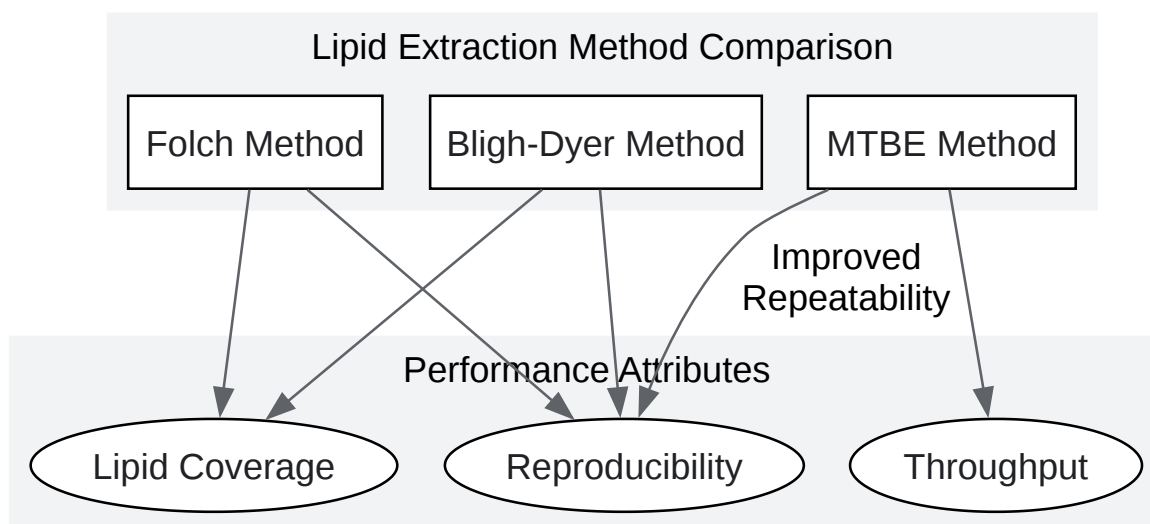 Lipid Extraction Method Comparison
Folch Method
Bligh-Dyer Method
MTBE Method
Improved
Repeatability
Performance Attributes
Lipid Coverage
Reproducibility
Throughput